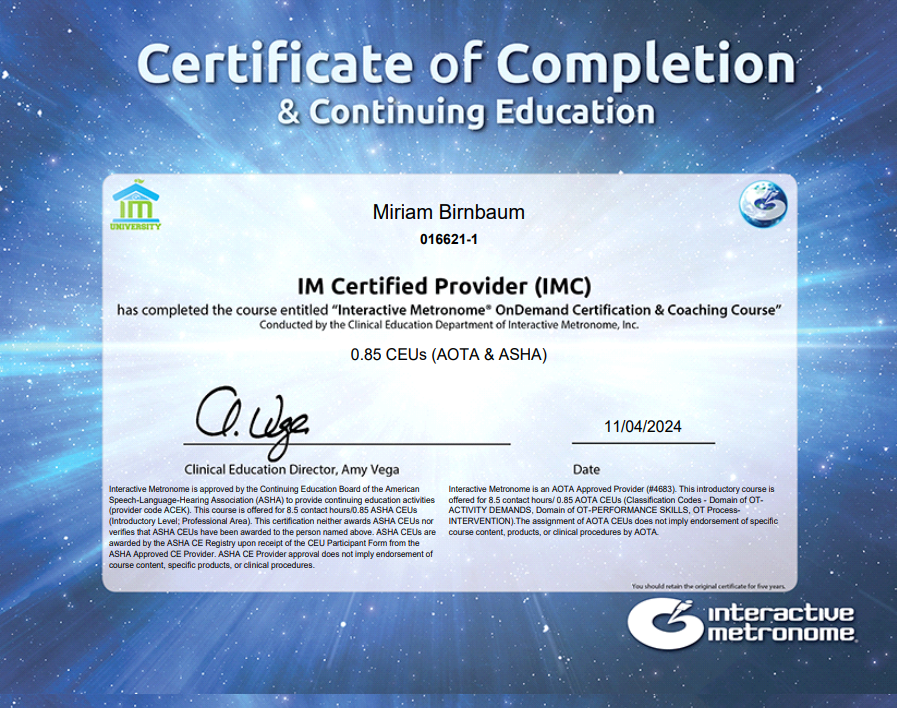 Certificate of Completion
& Continuing Education
IM
UNIVERSITY
Miriam Birnbaum
016621-1
IM Certified Provider (IMC)
has completed the course entitled “Interactive Metronome® OnDemand Certification & Coaching Course”
Conducted by the Clinical Education Department of Interactive Metronome, Inc.
0.85 CEUs (AOTA & ASHA)
A. Vega
11/04/2024
Clinical Education Director, Amy Vega
Date
Interactive Metronome is approved by the Continuing Education Board of the American
Speech-Language-Hearing Association (ASHA) to provide continuing education activities
(provider code ACEK). This course is offered for 8.5 contact hours/0.85 ASHA CEUs
(Introductory Level; Professional Area). This certification neither awards ASHA CEUs nor
verifies that ASHA CEUs have been awarded to the person named above. ASHA CEUs are
awarded by the ASHA CE Registry upon receipt of the CEU Participant Form from the
ASHA Approved CE Provider. ASHA CE Provider approval does not imply endorsement of
course content, specific products, or clinical procedures.
Interactive Metronome is an AOTA Approved Provider (#4683). This introductory course is
offered for 8.5 contact hours/ 0.85 AOTA CEUs (Classification Codes - Domain of OT-
ACTIVITY DEMANDS, Domain of OT-PERFORMANCE SKILLS, OT Process-
INTERVENTION).The assignment of AOTA CEUs does not imply endorsement of specific
course content, products, or clinical procedures by AOTA.
You should retain the original certificate for five years.
interactive
metronome®